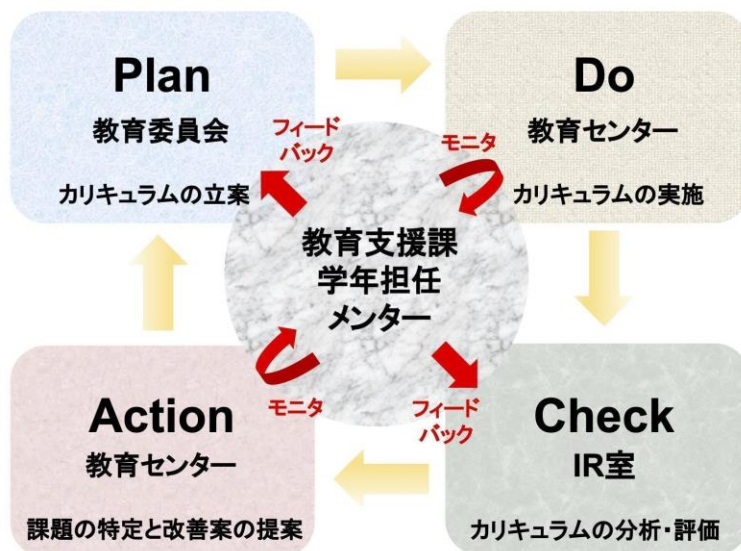 Plan
教育委員会
カリキュラムの立案
Do
教育センター
カリキュラムの実施
フィード
バック
モニタ
教育支援課
学年担任
メンター
モニタ
フィード
バック
Action
教育センター
課題の特定と改善案の提案
Check
IR室
カリキュラムの分析・評価